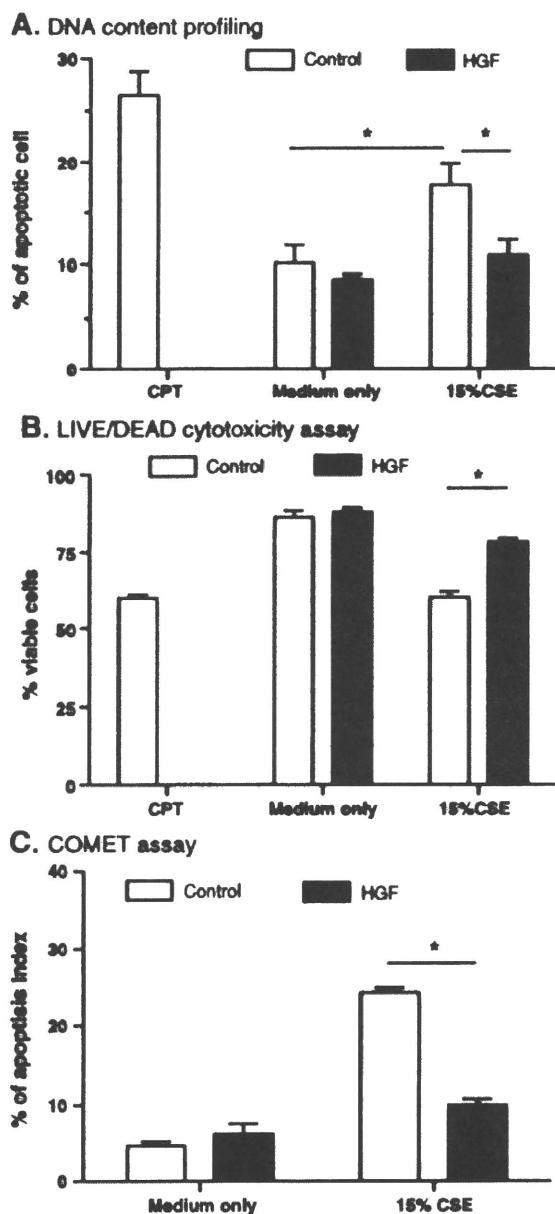 A. DNA content profiling
30
20
10
0
% of apoptotic cell
Control
HGF
*
*
CPT
Medium only
15%CSE
B. LIVE/DEAD cytotoxicity assay
100
75
50
25
0
% viable cells
Control
HGF
*
CPT
Medium only
15%CSE
C. COMET assay
40
30
20
10
0
% of apoptisis index
Control
HGF
*
Medium only
15% CSE